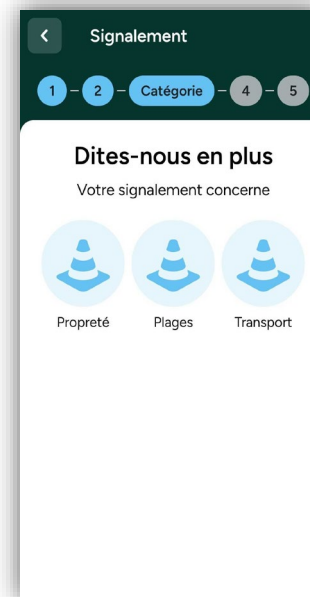 Signalement
1 – 2 – Catégorie – 4 – 5
Dites-nous en plus
Votre signalement concerne
Propreté Plages Transport